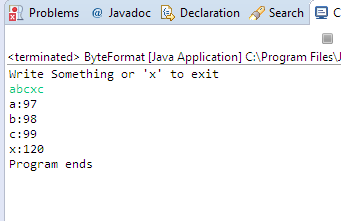 Problems @ Javadoc Declaration Search C
<terminated> ByteFormat [Java Application] C:\Program Files\J
Write Something or 'x' to exit
abcxc
a:97
b:98
c:99
x:120
Program ends